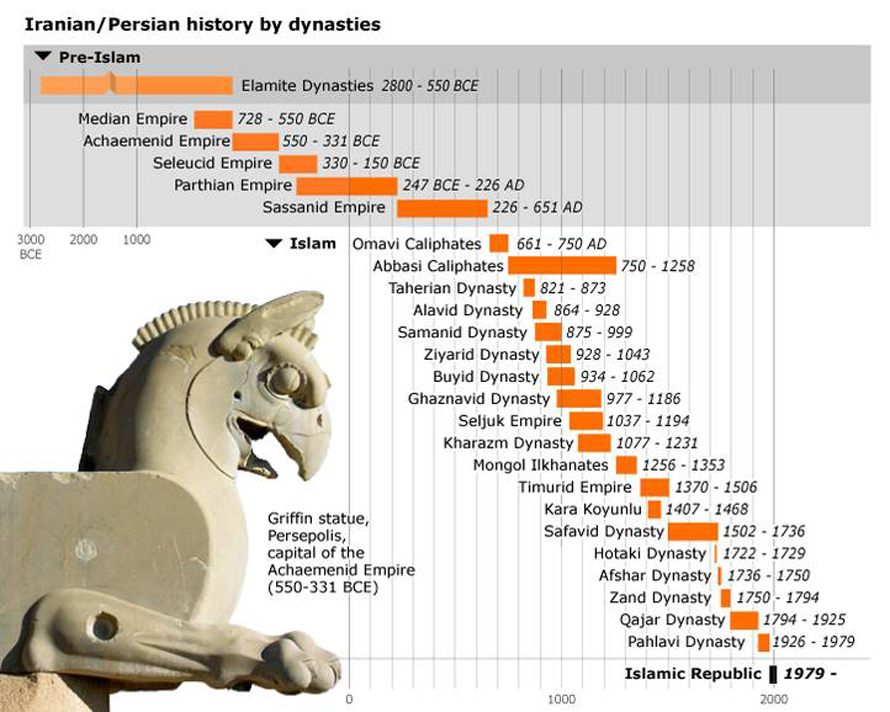 Iranian/Persian history by dynasties
Pre-Islam
Elamite Dynasties 2800 - 550 BCE
Median Empire 728 - 550 BCE
Achaemenid Empire 550 - 331 BCE
Seleucid Empire 330 - 150 BCE
Parthian Empire 247 BCE - 226 AD
Sassanid Empire 226 - 651 AD
3000 2000 1000
BCE
Islam Omavi Caliphates 661 - 750 AD
Abbasi Caliphates 750 - 1258
Taherian Dynasty 821 - 873
Alavid Dynasty 864 - 928
Samanid Dynasty 875 - 999
Ziyarid Dynasty 928 - 1043
Buyid Dynasty 934 - 1062
Ghaznavid Dynasty 977 - 1186
Seljuk Empire 1037 - 1194
Kharazm Dynasty 1077 - 1231
Mongol Ilkhanates 1256 - 1353
Timurid Empire 1370 - 1506
Kara Koyunlu 1407 - 1468
Safavid Dynasty 1502 - 1736
Hotaki Dynasty 1722 - 1729
Afshar Dynasty 1736 - 1750
Zand Dynasty 1750 - 1794
Qajar Dynasty 1794 - 1925
Pahlavi Dynasty 1926 - 1979
Islamic Republic 1979 -
0 1000 2000
Griffin statue,
Persepolis,
capital of the
Achaemenid Empire
(550-331 BCE)